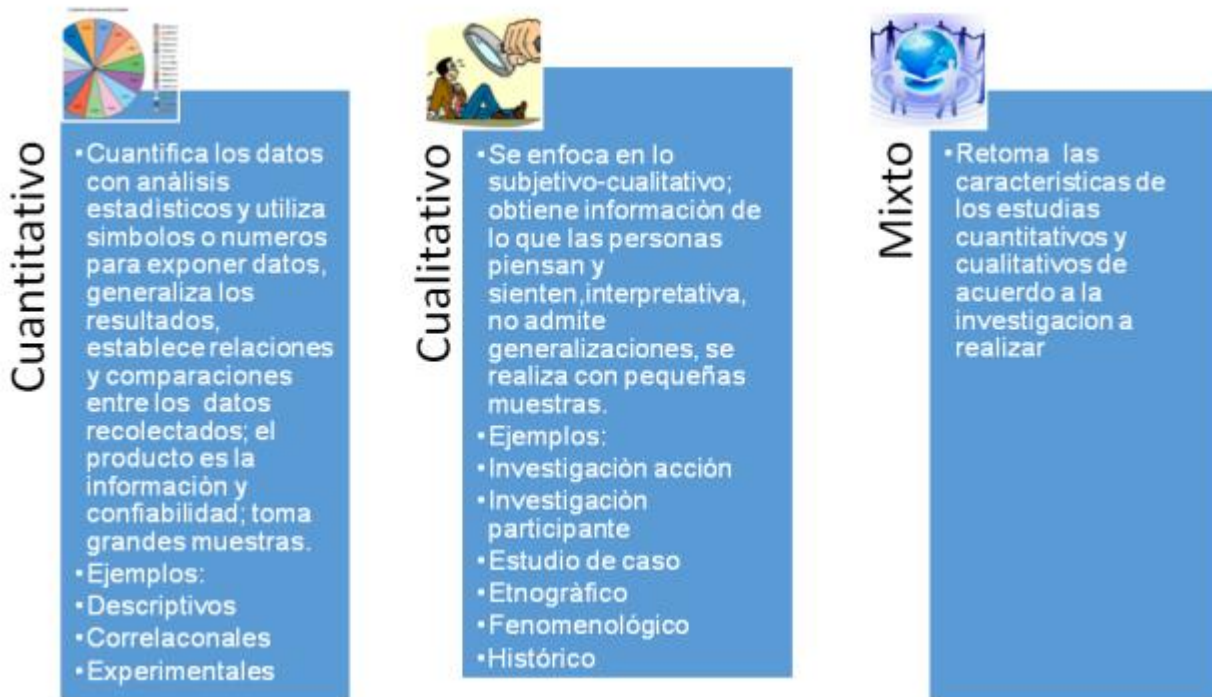 Cuantitativo
•Cuantifica los datos
con anàlisis
estadìsticos y utiliza
simbolos o numeros
para exponer datos,
generaliza los
resultados,
establece relaciones
y comparaciones
entre los datos
recolectados; el
producto es la
informaciòn y
confiabilidad; toma
grandes muestras.
•Ejemplos:
•Descriptivos
•Correlaconales
•Experimentales
Cualitativo
•Se enfoca en lo
subjetivo-cualitativo;
obtiene informaciòn de
lo que las personas
piensan y
sienten,interpretativa,
no admite
generalizaciones, se
realiza con pequeñas
muestras.
•Ejemplos:
•Investigaciòn acción
•Investigaciòn
participante
•Estudio de caso
•Etnogràfico
•Fenomenológico
•Histórico
Mixto
•Retoma las
caracteristicas de
los estudias
cuantitativos y
cualitativos de
acuerdo a la
investigacion a
realizar